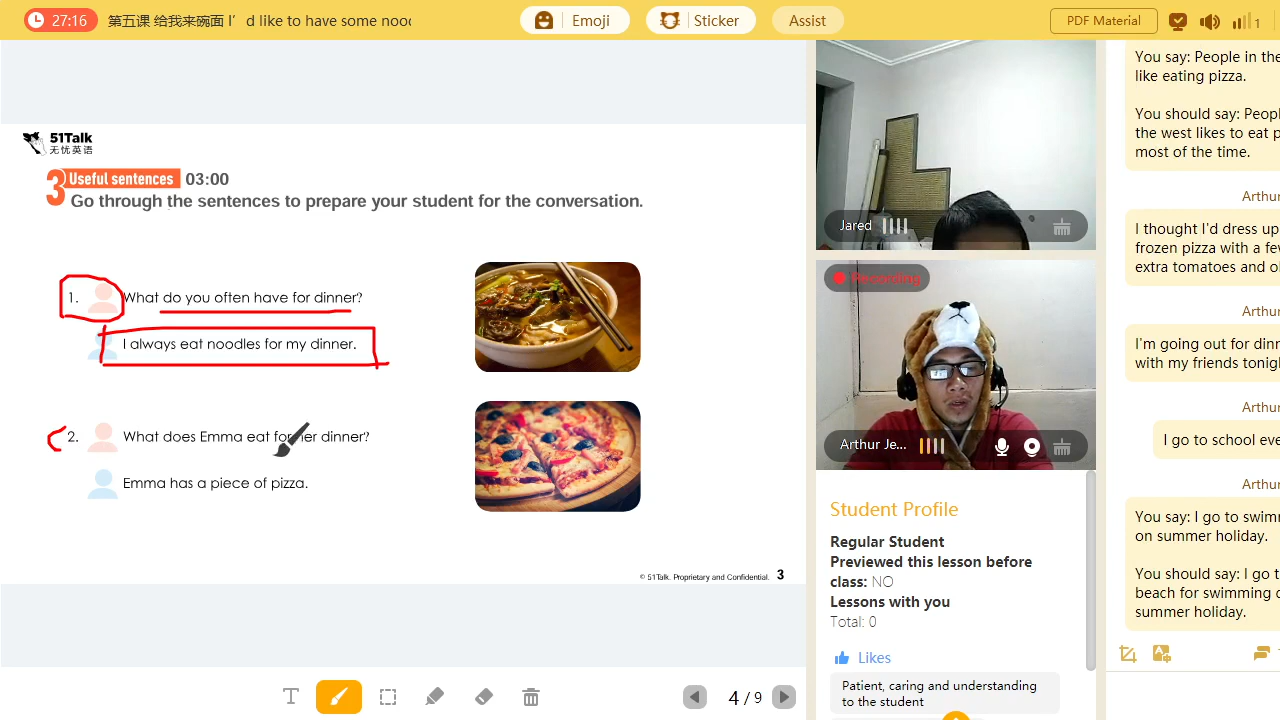 27:16
第五课 给我来碗面 I’d like to have some nood
Emoji
Sticker
Assist
PDF Material
1
51Talk
无忧英语
3 Useful sentences 03:00
Go through the sentences to prepare your student for the conversation.
1. What do you often have for dinner?
I always eat noodles for my dinner.
2. What does Emma eat for her dinner?
Emma has a piece of pizza.
© 51Talk. Proprietary and Confidential. 3
T
4 / 9
Jared
Recording
Arthur Je...
Student Profile
Regular Student
Previewed this lesson before
class: NO
Lessons with you
Total: 0
Likes
Patient, caring and understanding
to the student
You say: People in the
like eating pizza.
You should say: Peopl
the west likes to eat p
most of the time.
Arthur
I thought I'd dress up
frozen pizza with a fe
extra tomatoes and ol
Arthur
I'm going out for dinn
with my friends tonig
Arthur
I go to school eve
Arthur
You say: I go to swim
on summer holiday.
You should say: I go t
beach for swimming
summer holiday.